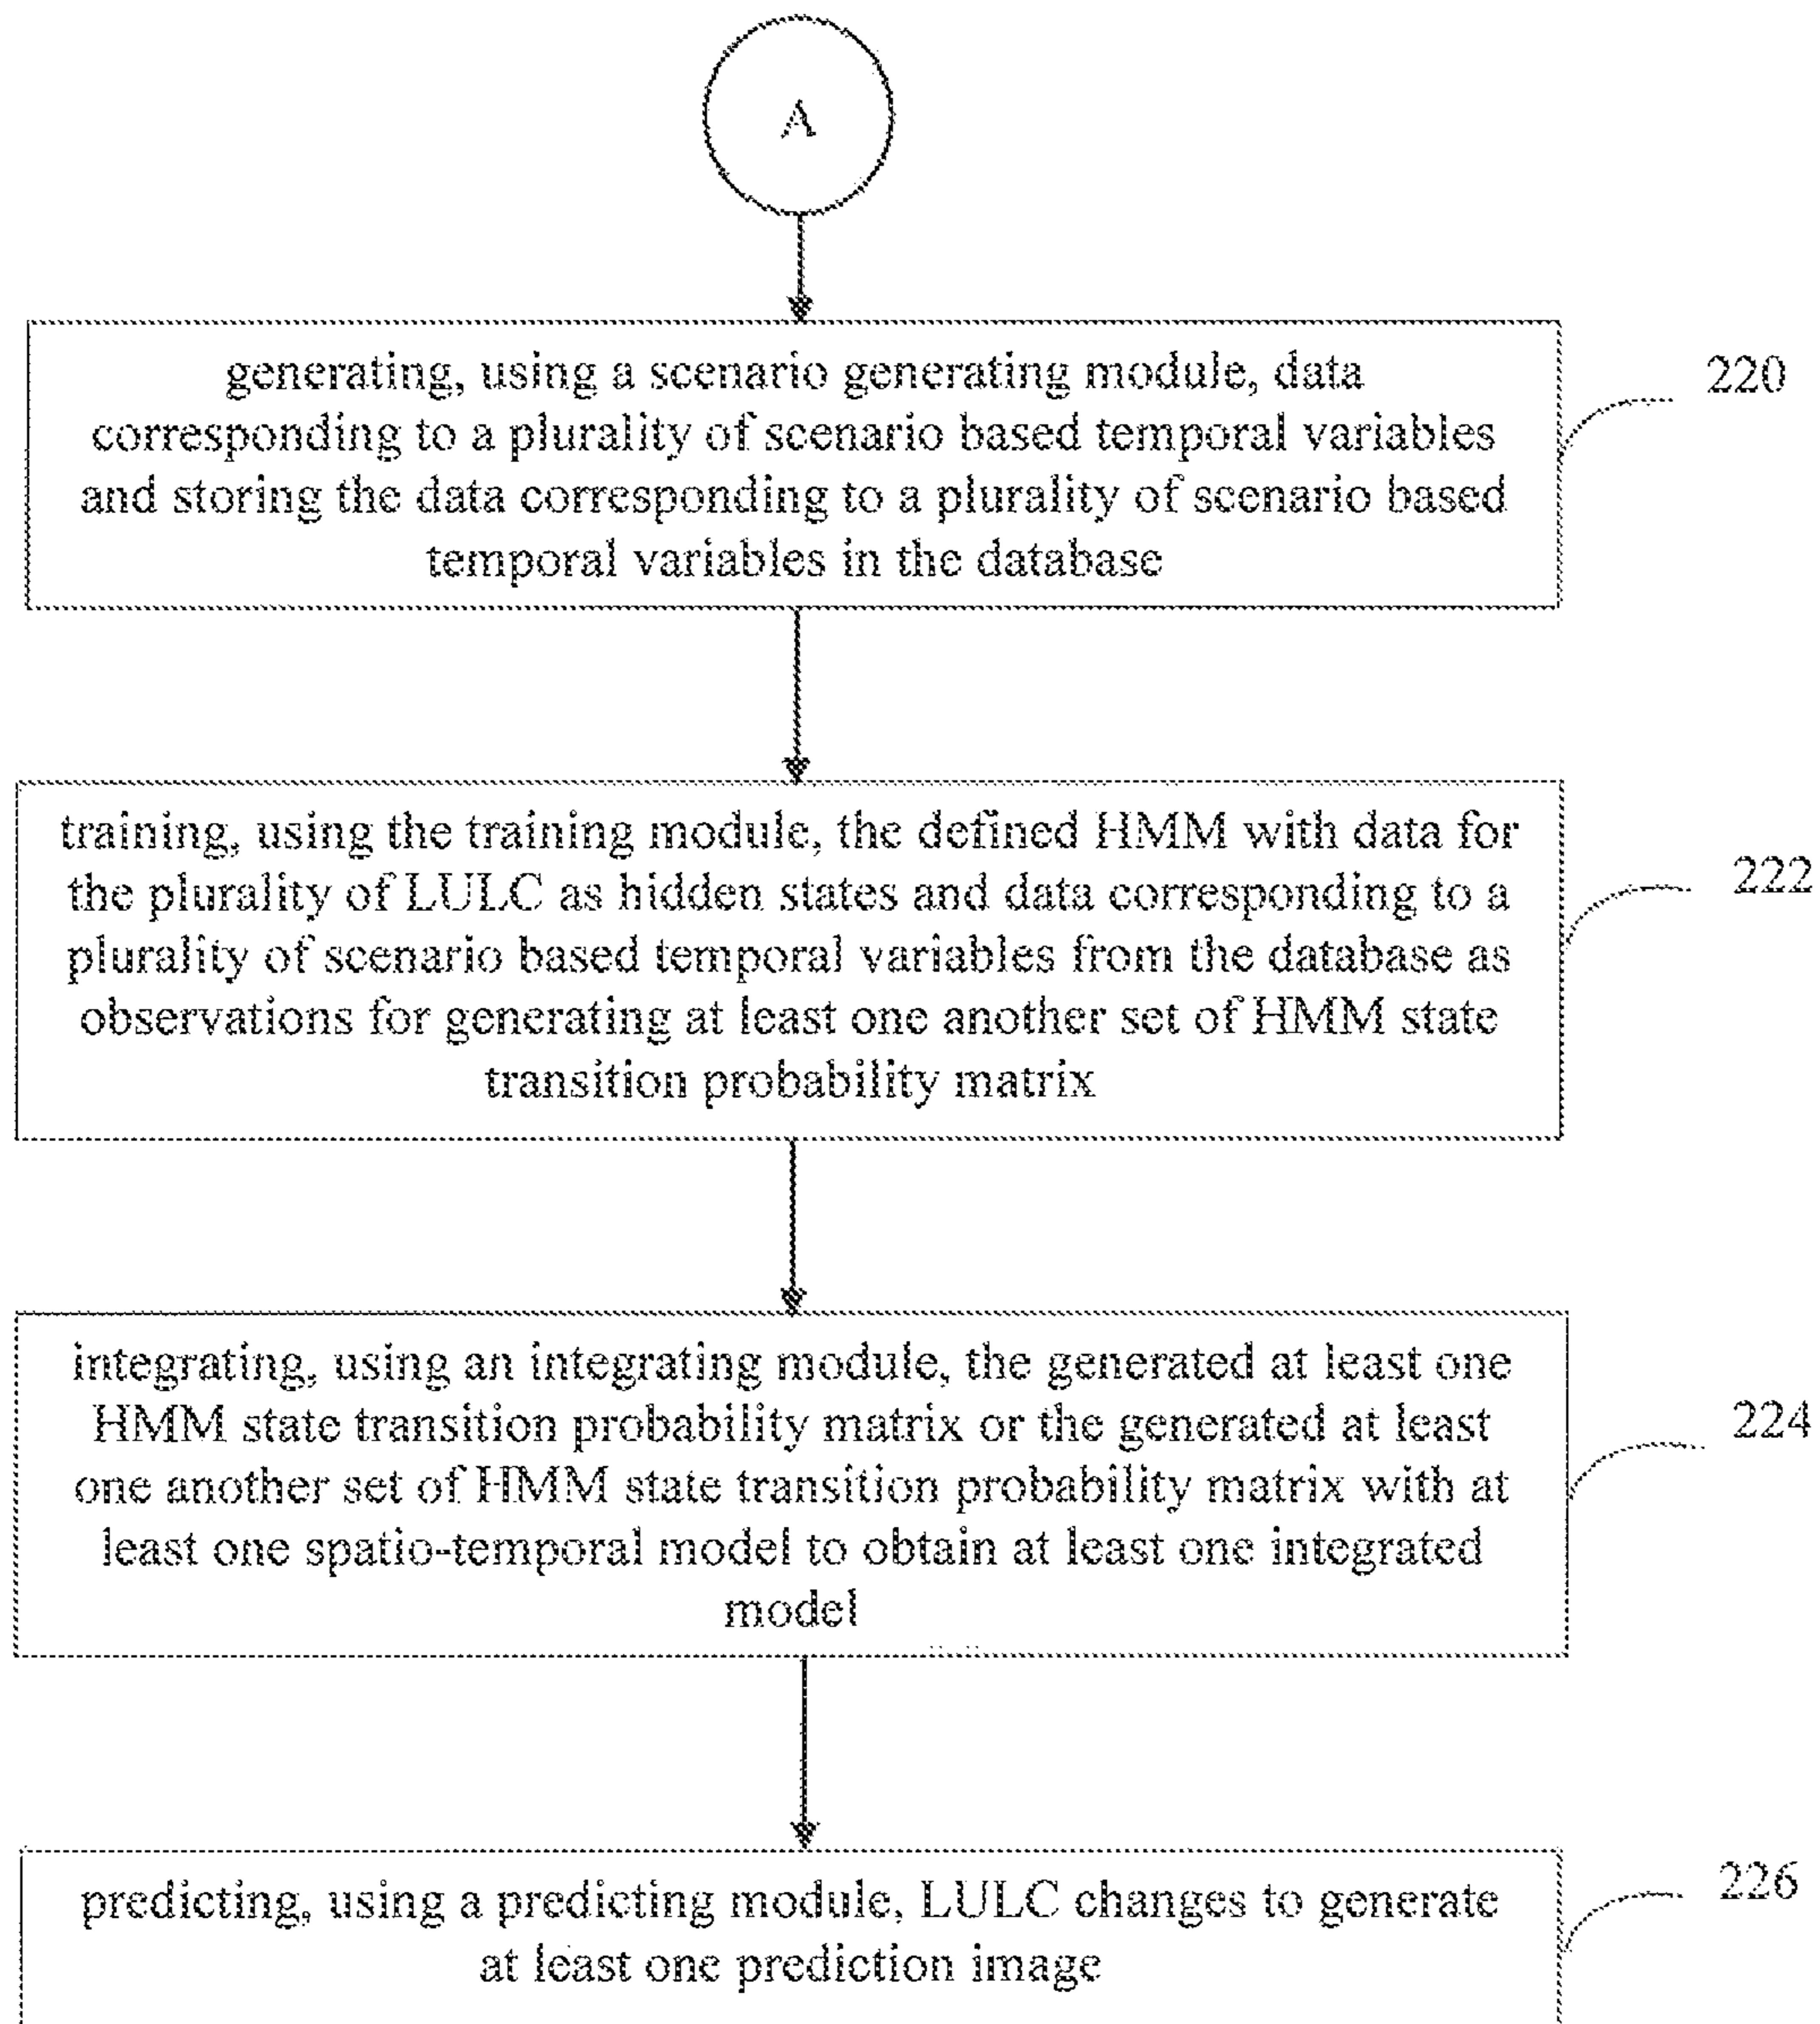 A
generating, using a scenario generating module, data
corresponding to a plurality of scenario based temporal variables
and storing the data corresponding to a plurality of scenario based
temporal variables in the database
220
training, using the training module, the defined HMM with data for
the plurality of LULC as hidden states and data corresponding to a
plurality of scenario based temporal variables from the database as
observations for generating at least one another set of HMM state
transition probability matrix
222
integrating, using an integrating module, the generated at least one
HMM state transition probability matrix or the generated at least
one another set of HMM state transition probability matrix with at
least one spatio-temporal model to obtain at least one integrated
model
224
predicting, using a predicting module, LULC changes to generate
at least one prediction image
226